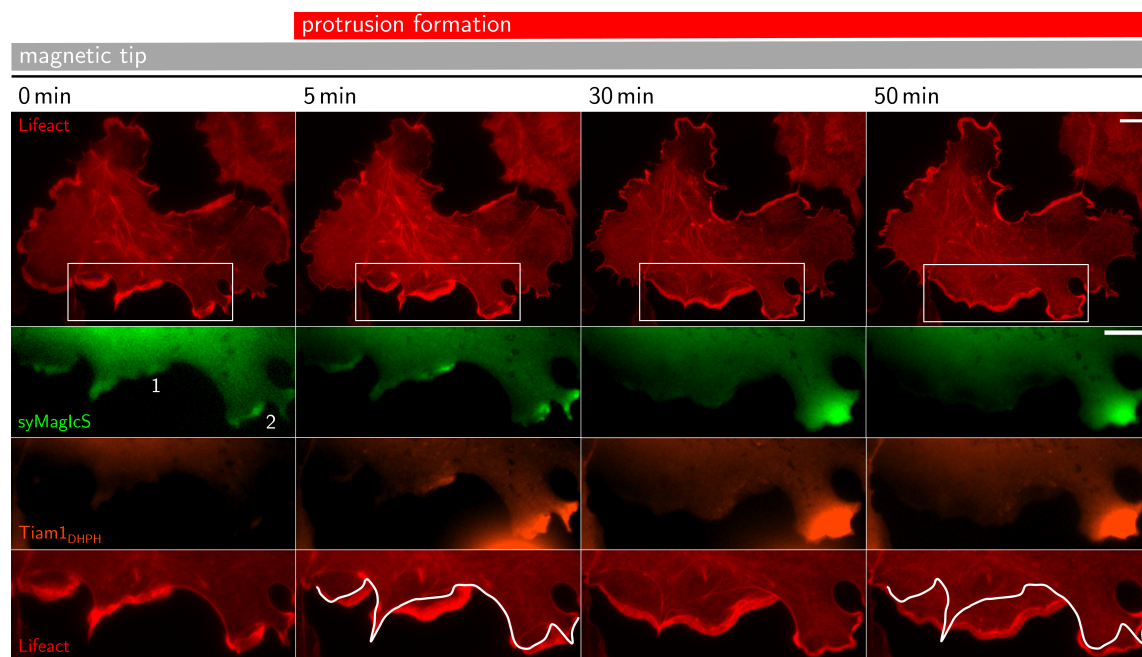 protrusion formation
magnetic tip
0 min 5 min 30 min 50 min
Lifeact
1
2
syMagIcS
Tiam1DHPH
Lifeact